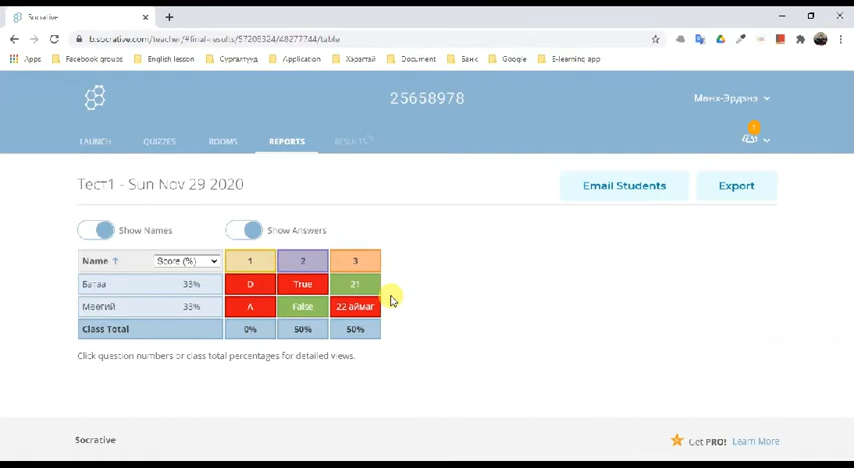 Socrative
b.socrative.com/teacher/#final-results/57206324/48277744/table
Apps Facebook groups English lesson Сургалтууд Application Хэрэгтэй Document Банк Google E-learning app
25658978
Мөнх-Эрдэнэ
1
LAUNCH QUIZZES ROOMS REPORTS RESULTS
Тест1 - Sun Nov 29 2020
Email Students Export
Show Names Show Answers
Name Score (%) 1 2 3
Батаа 33% D True 21
Мөөгий 33% A False 22 аймаг
Class Total 0% 50% 50%
Click question numbers or class total percentages for detailed views.
Socrative
Get PRO! Learn More